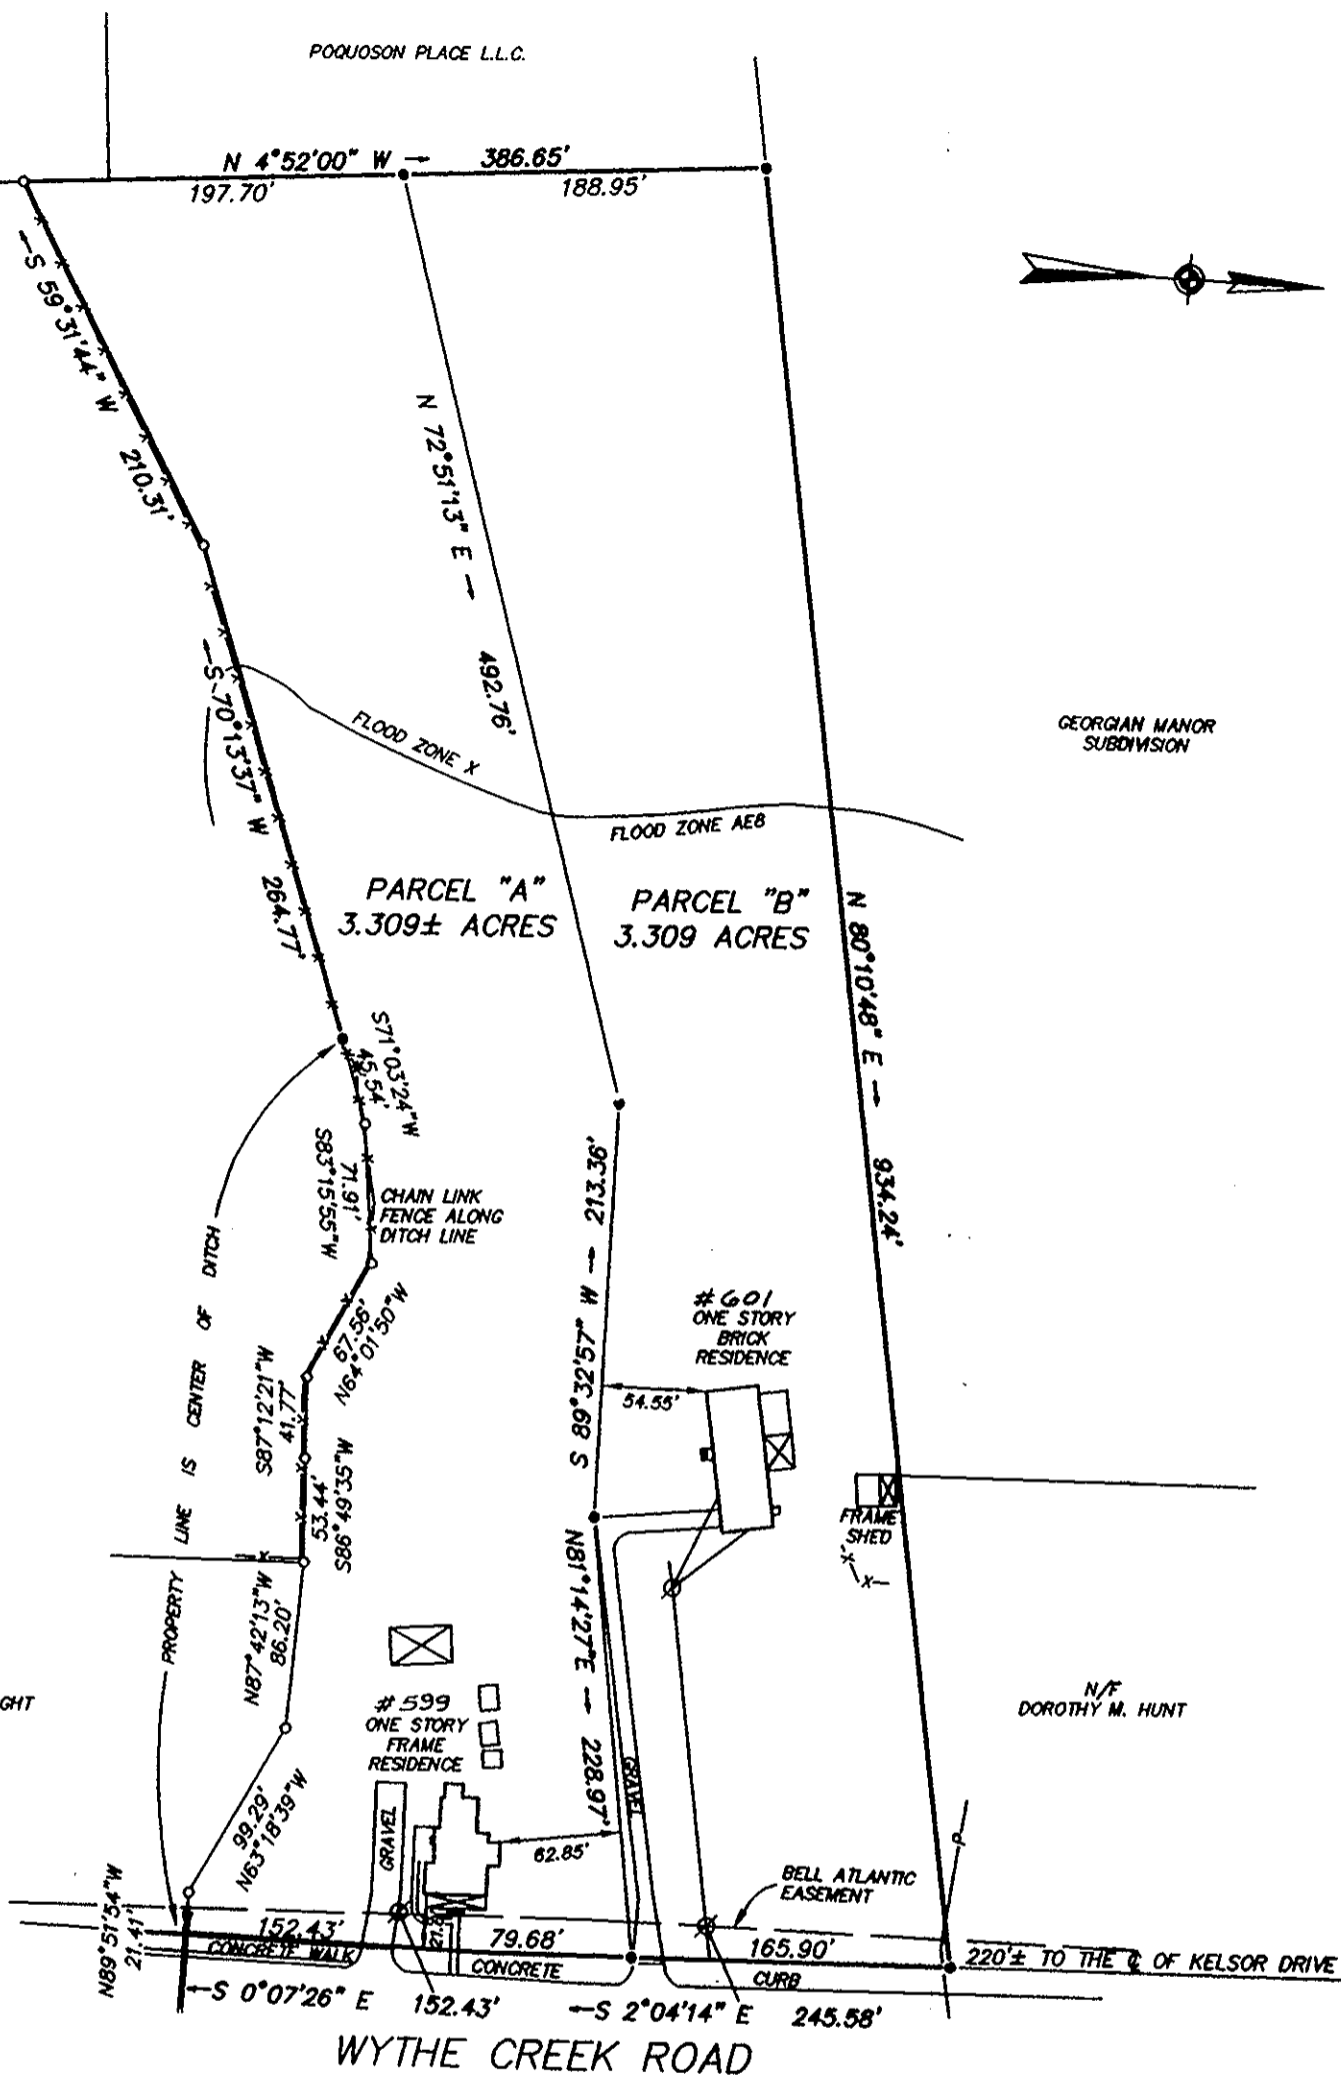 POQUOSON PLACE L.L.C.
N 4°52'00" W → 386.65'
197.70'
188.95'
←S 59°31'44" W 210.31'
N 72°51'13" E → 492.76'
←S 70°13'37" W 264.77'
FLOOD ZONE X
FLOOD ZONE AE8
GEORGIAN MANOR
SUBDIVISION
PARCEL "A"
3.309± ACRES
PARCEL "B"
3.309 ACRES
N 80°10'48" E → 934.24'
S71°03'24"W
45.54'
S83°15'55"W
71.91'
CHAIN LINK
FENCE ALONG
DITCH LINE
S 89°32'57" W → 213.36'
PROPERTY LINE IS CENTER OF DITCH
67.56'
N64°01'50"W
S87°12'21"W
41.77'
#601
ONE STORY
BRICK
RESIDENCE
54.55'
53.44'
S86°49'35"W
FRAME
SHED
N81°14'27"E → 228.97'
N87°42'13"W
86.20'
GHT
#599
ONE STORY
FRAME
RESIDENCE
N/F
DOROTHY M. HUNT
99.29'
N63°18'39"W
GRAVEL
GRAVEL
62.85'
BELL ATLANTIC
EASEMENT
P
N89°51'54"W
21.41'
152.43'
79.68'
165.90'
220'± TO THE ℄ OF KELSOR DRIVE
CONCRETE WALK
CONCRETE
CURB
←S 0°07'26" E 152.43'
←S 2°04'14" E 245.58'
WYTHE CREEK ROAD